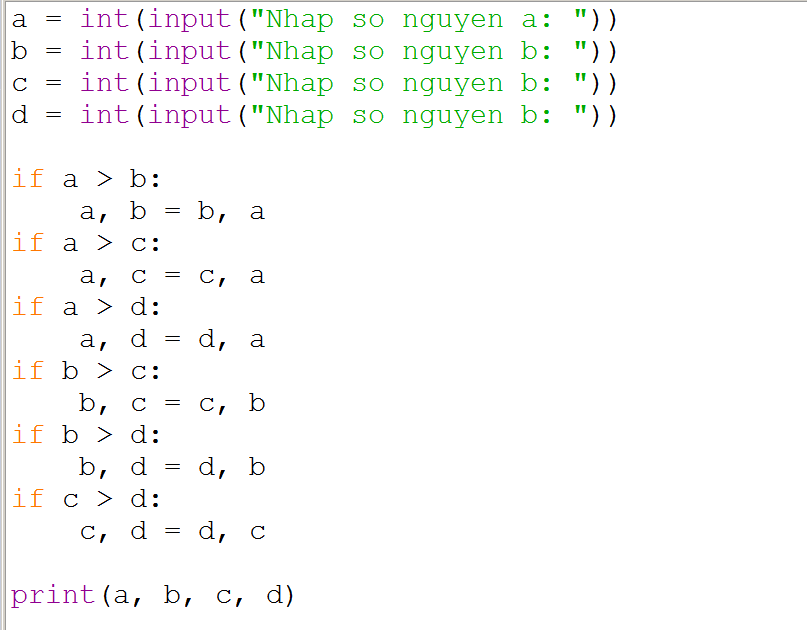 a = int(input("Nhap so nguyen a: "))
b = int(input("Nhap so nguyen b: "))
c = int(input("Nhap so nguyen b: "))
d = int(input("Nhap so nguyen b: "))

if a > b:
    a, b = b, a
if a > c:
    a, c = c, a
if a > d:
    a, d = d, a
if b > c:
    b, c = c, b
if b > d:
    b, d = d, b
if c > d:
    c, d = d, c

print(a, b, c, d)